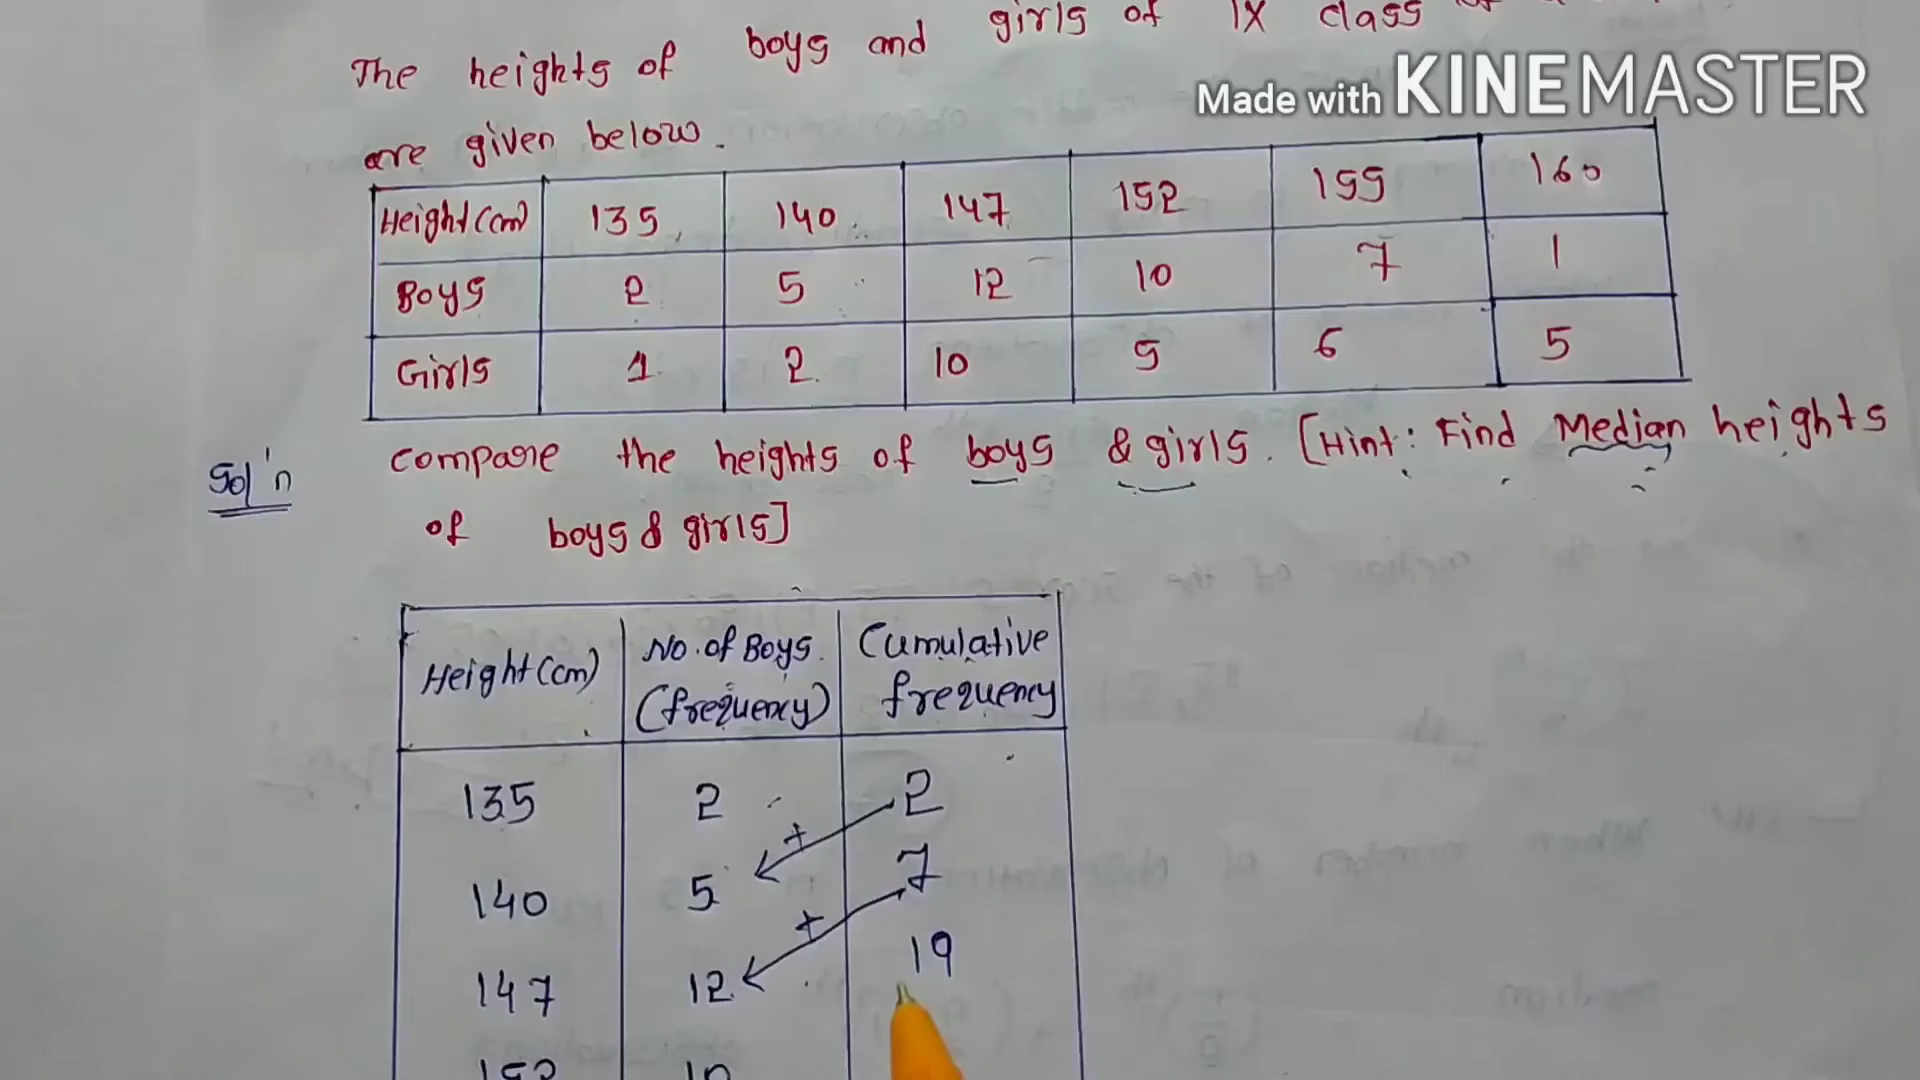 The heights of boys and girls of IX class
Made with KINEMASTER
are given below.
Height(cm) 135 140 147 152 155 160
Boys 2 5 12 10 7 1
Girls 1 2 10 5 6 5
Sol'n
compare the heights of boys & girls. [Hint: Find Median heights
of boys & girls]
Height(cm) No. of Boys (frequency) Cumulative frequency
135 2 2
+
140 5 7
+
147 12 19
152 10